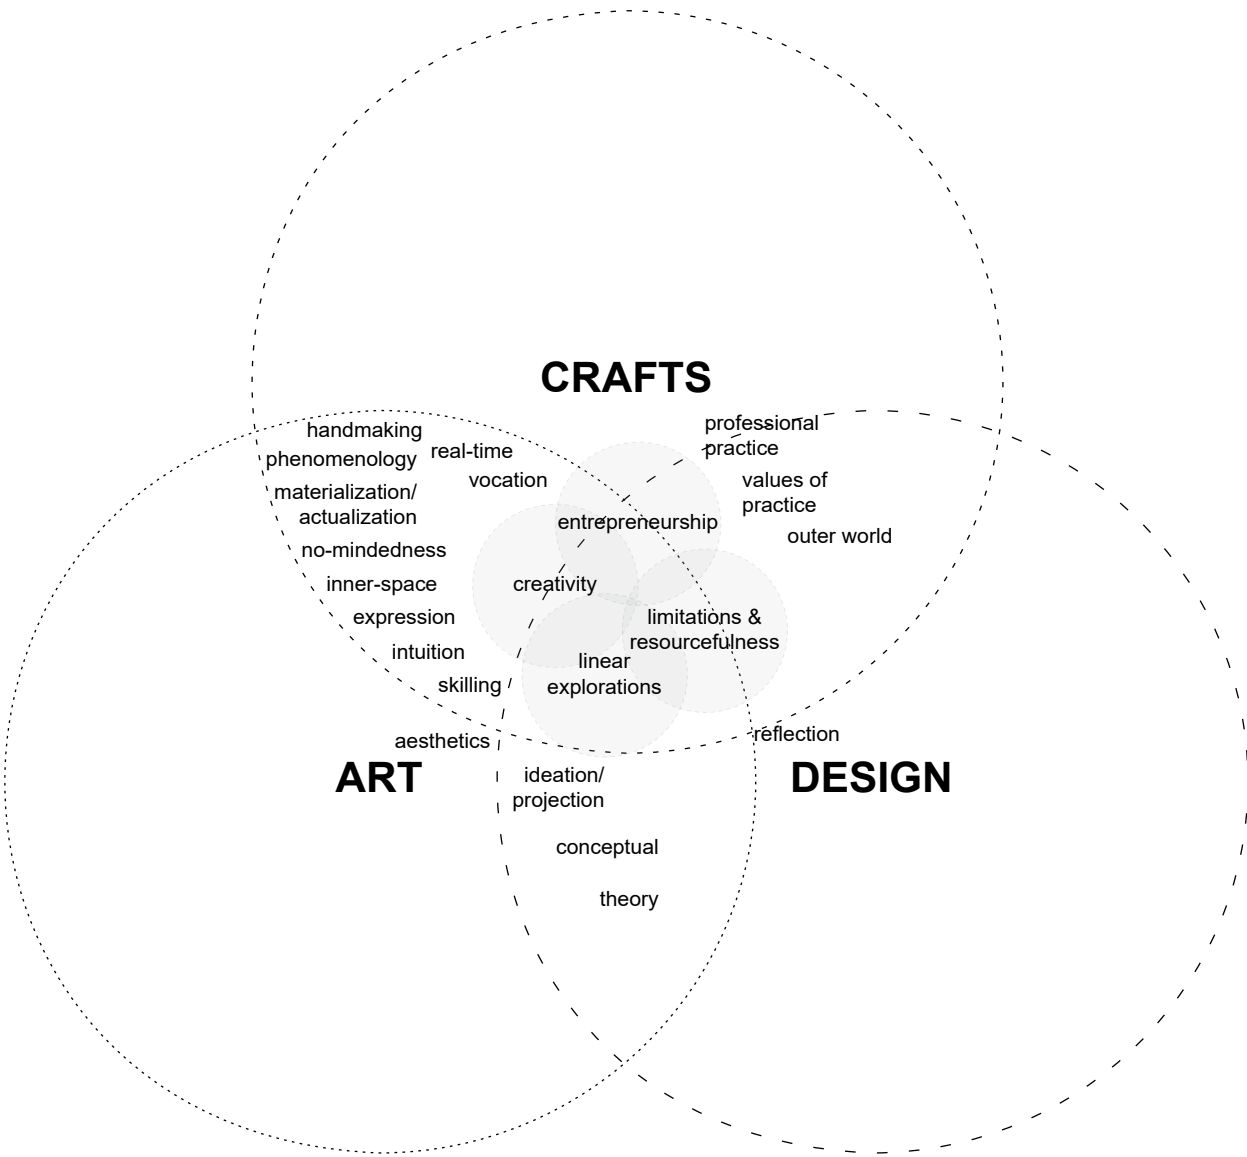 CRAFTS
professional
practice
handmaking
real-time
phenomenology
vocation
values of
practice
materialization/
actualization
entrepreneurship
outer world
no-mindedness
inner-space
creativity
expression
limitations &
resourcefulness
intuition
linear
explorations
skilling
aesthetics
reflection
ART
DESIGN
ideation/
projection
conceptual
theory